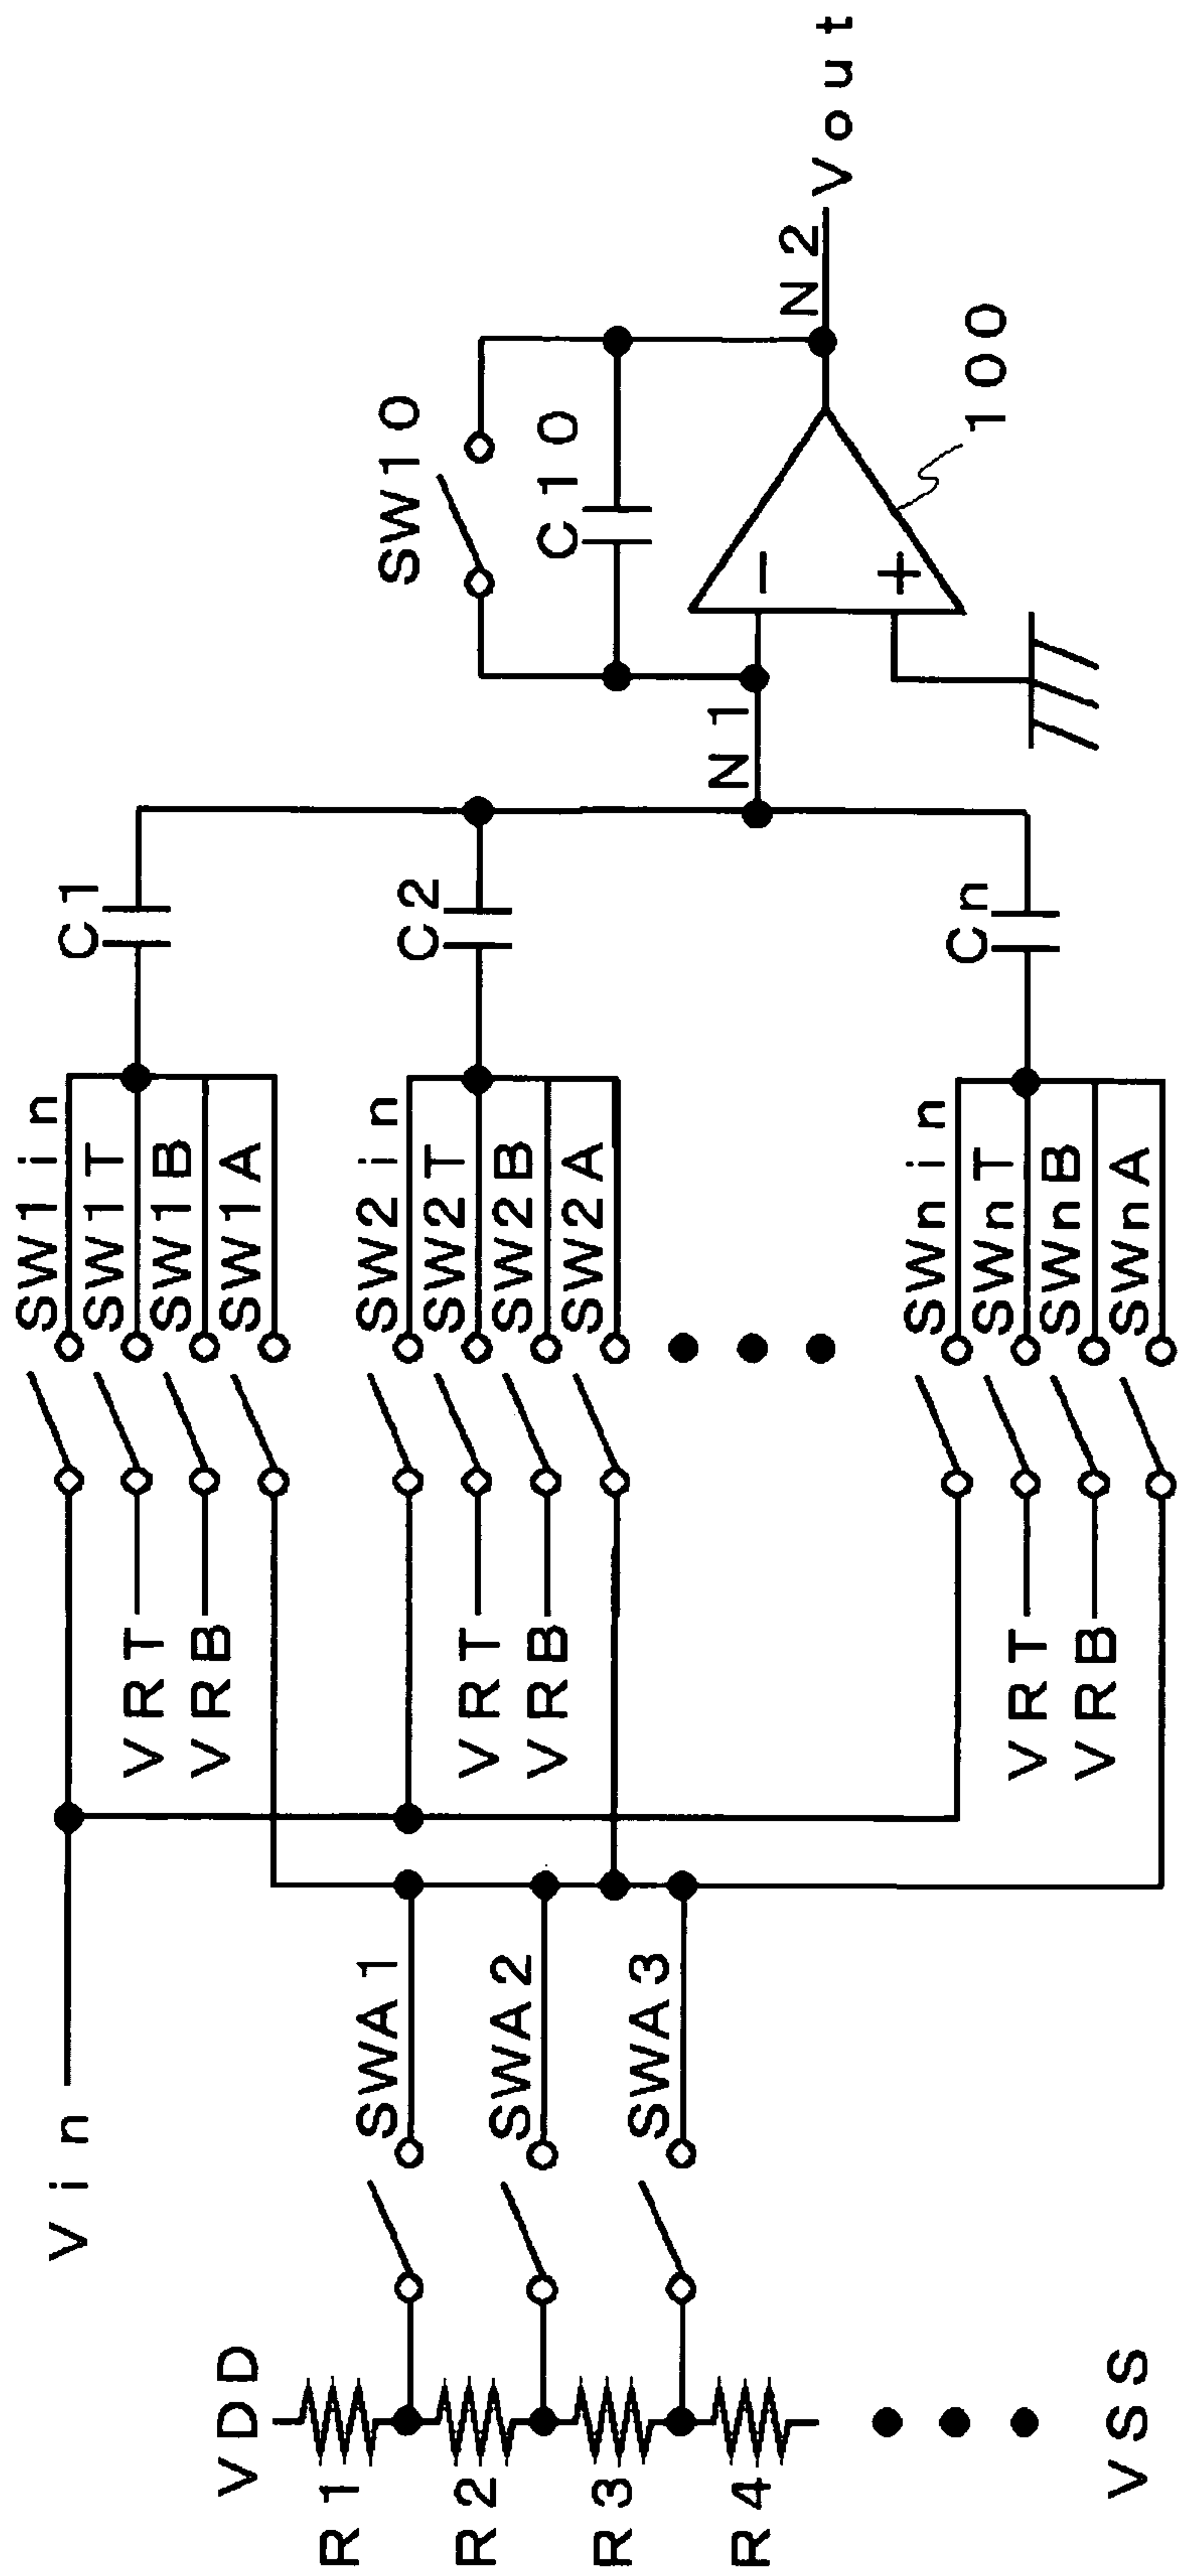 Vin
VDD
R1
R2
R3
R4
VSS
SWA1
SWA2
SWA3
SW1in
SW1T
SW1B
SW1A
VRT
VRB
C1
SW2in
SW2T
SW2B
SW2A
VRT
VRB
C2
SWnin
SWnT
SWnB
SWnA
VRT
VRB
Cn
N1
SW10
C10
−
+
100
N2
Vout